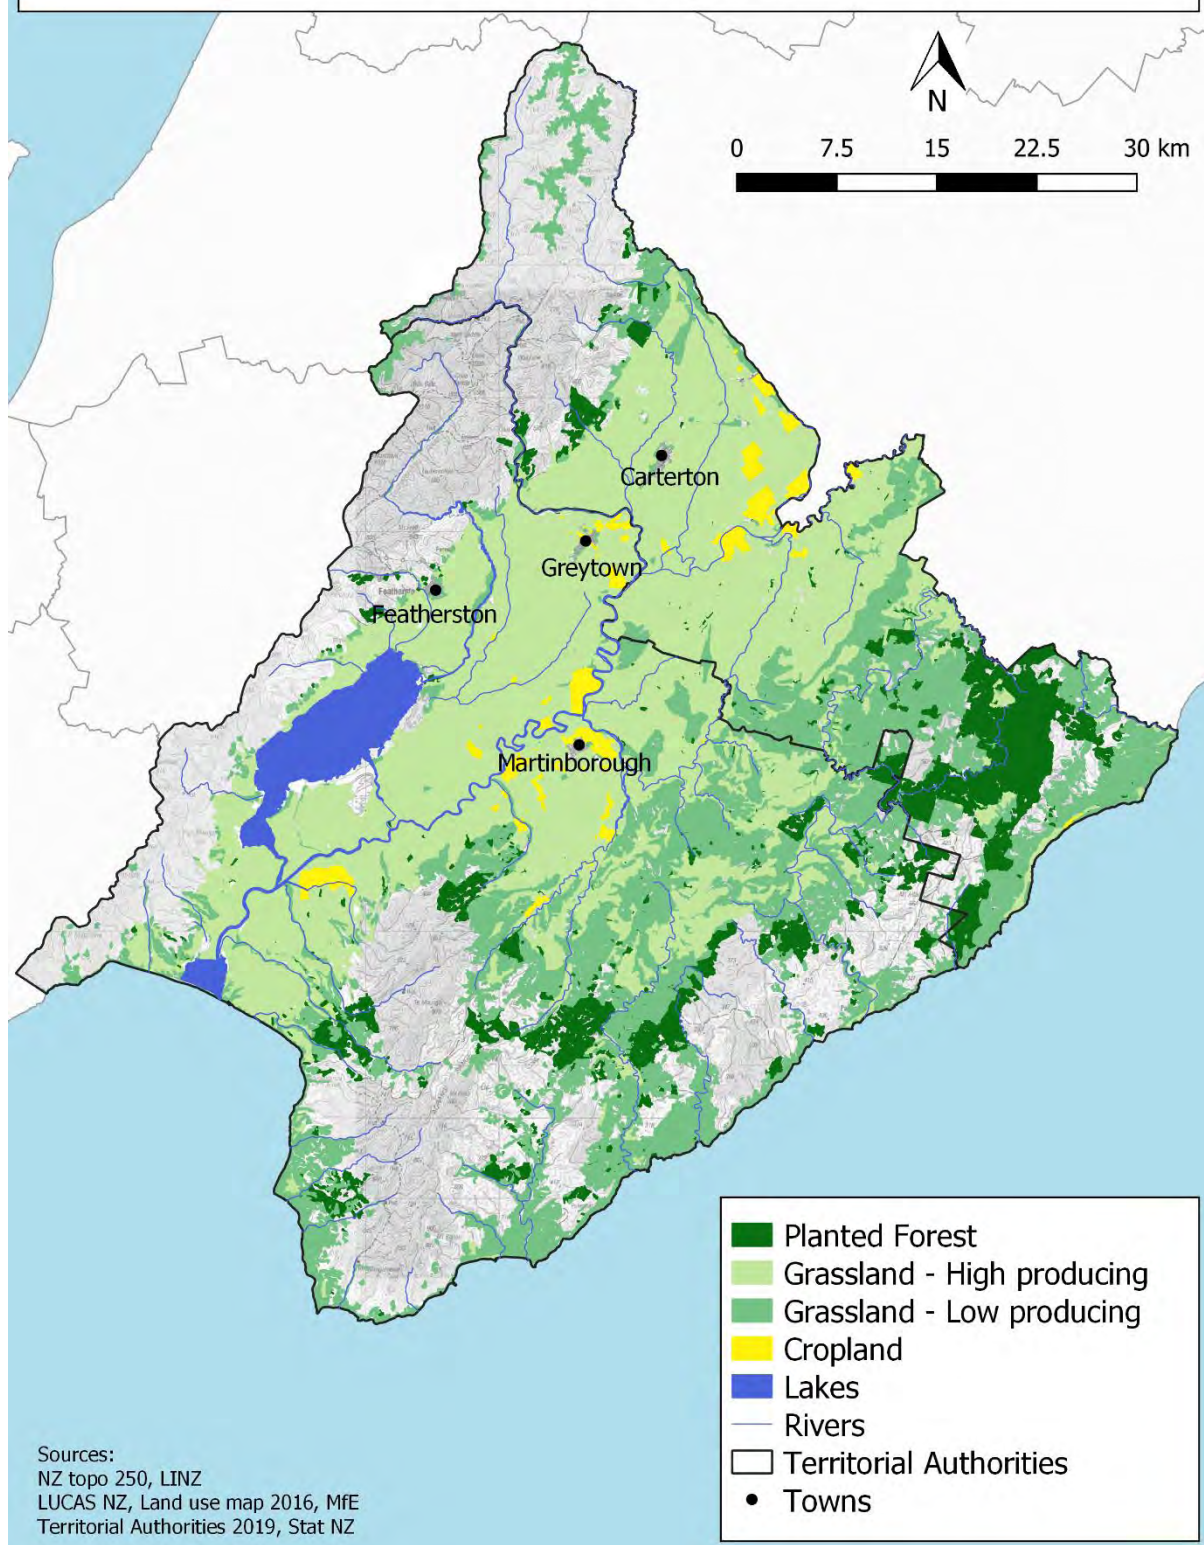 N
0 7.5 15 22.5 30 km
Carterton
Greytown
Featherston
Martinborough
Planted Forest
Grassland - High producing
Grassland - Low producing
Cropland
Lakes
Rivers
Territorial Authorities
Towns
Sources:
NZ topo 250, LINZ
LUCAS NZ, Land use map 2016, MfE
Territorial Authorities 2019, Stat NZ